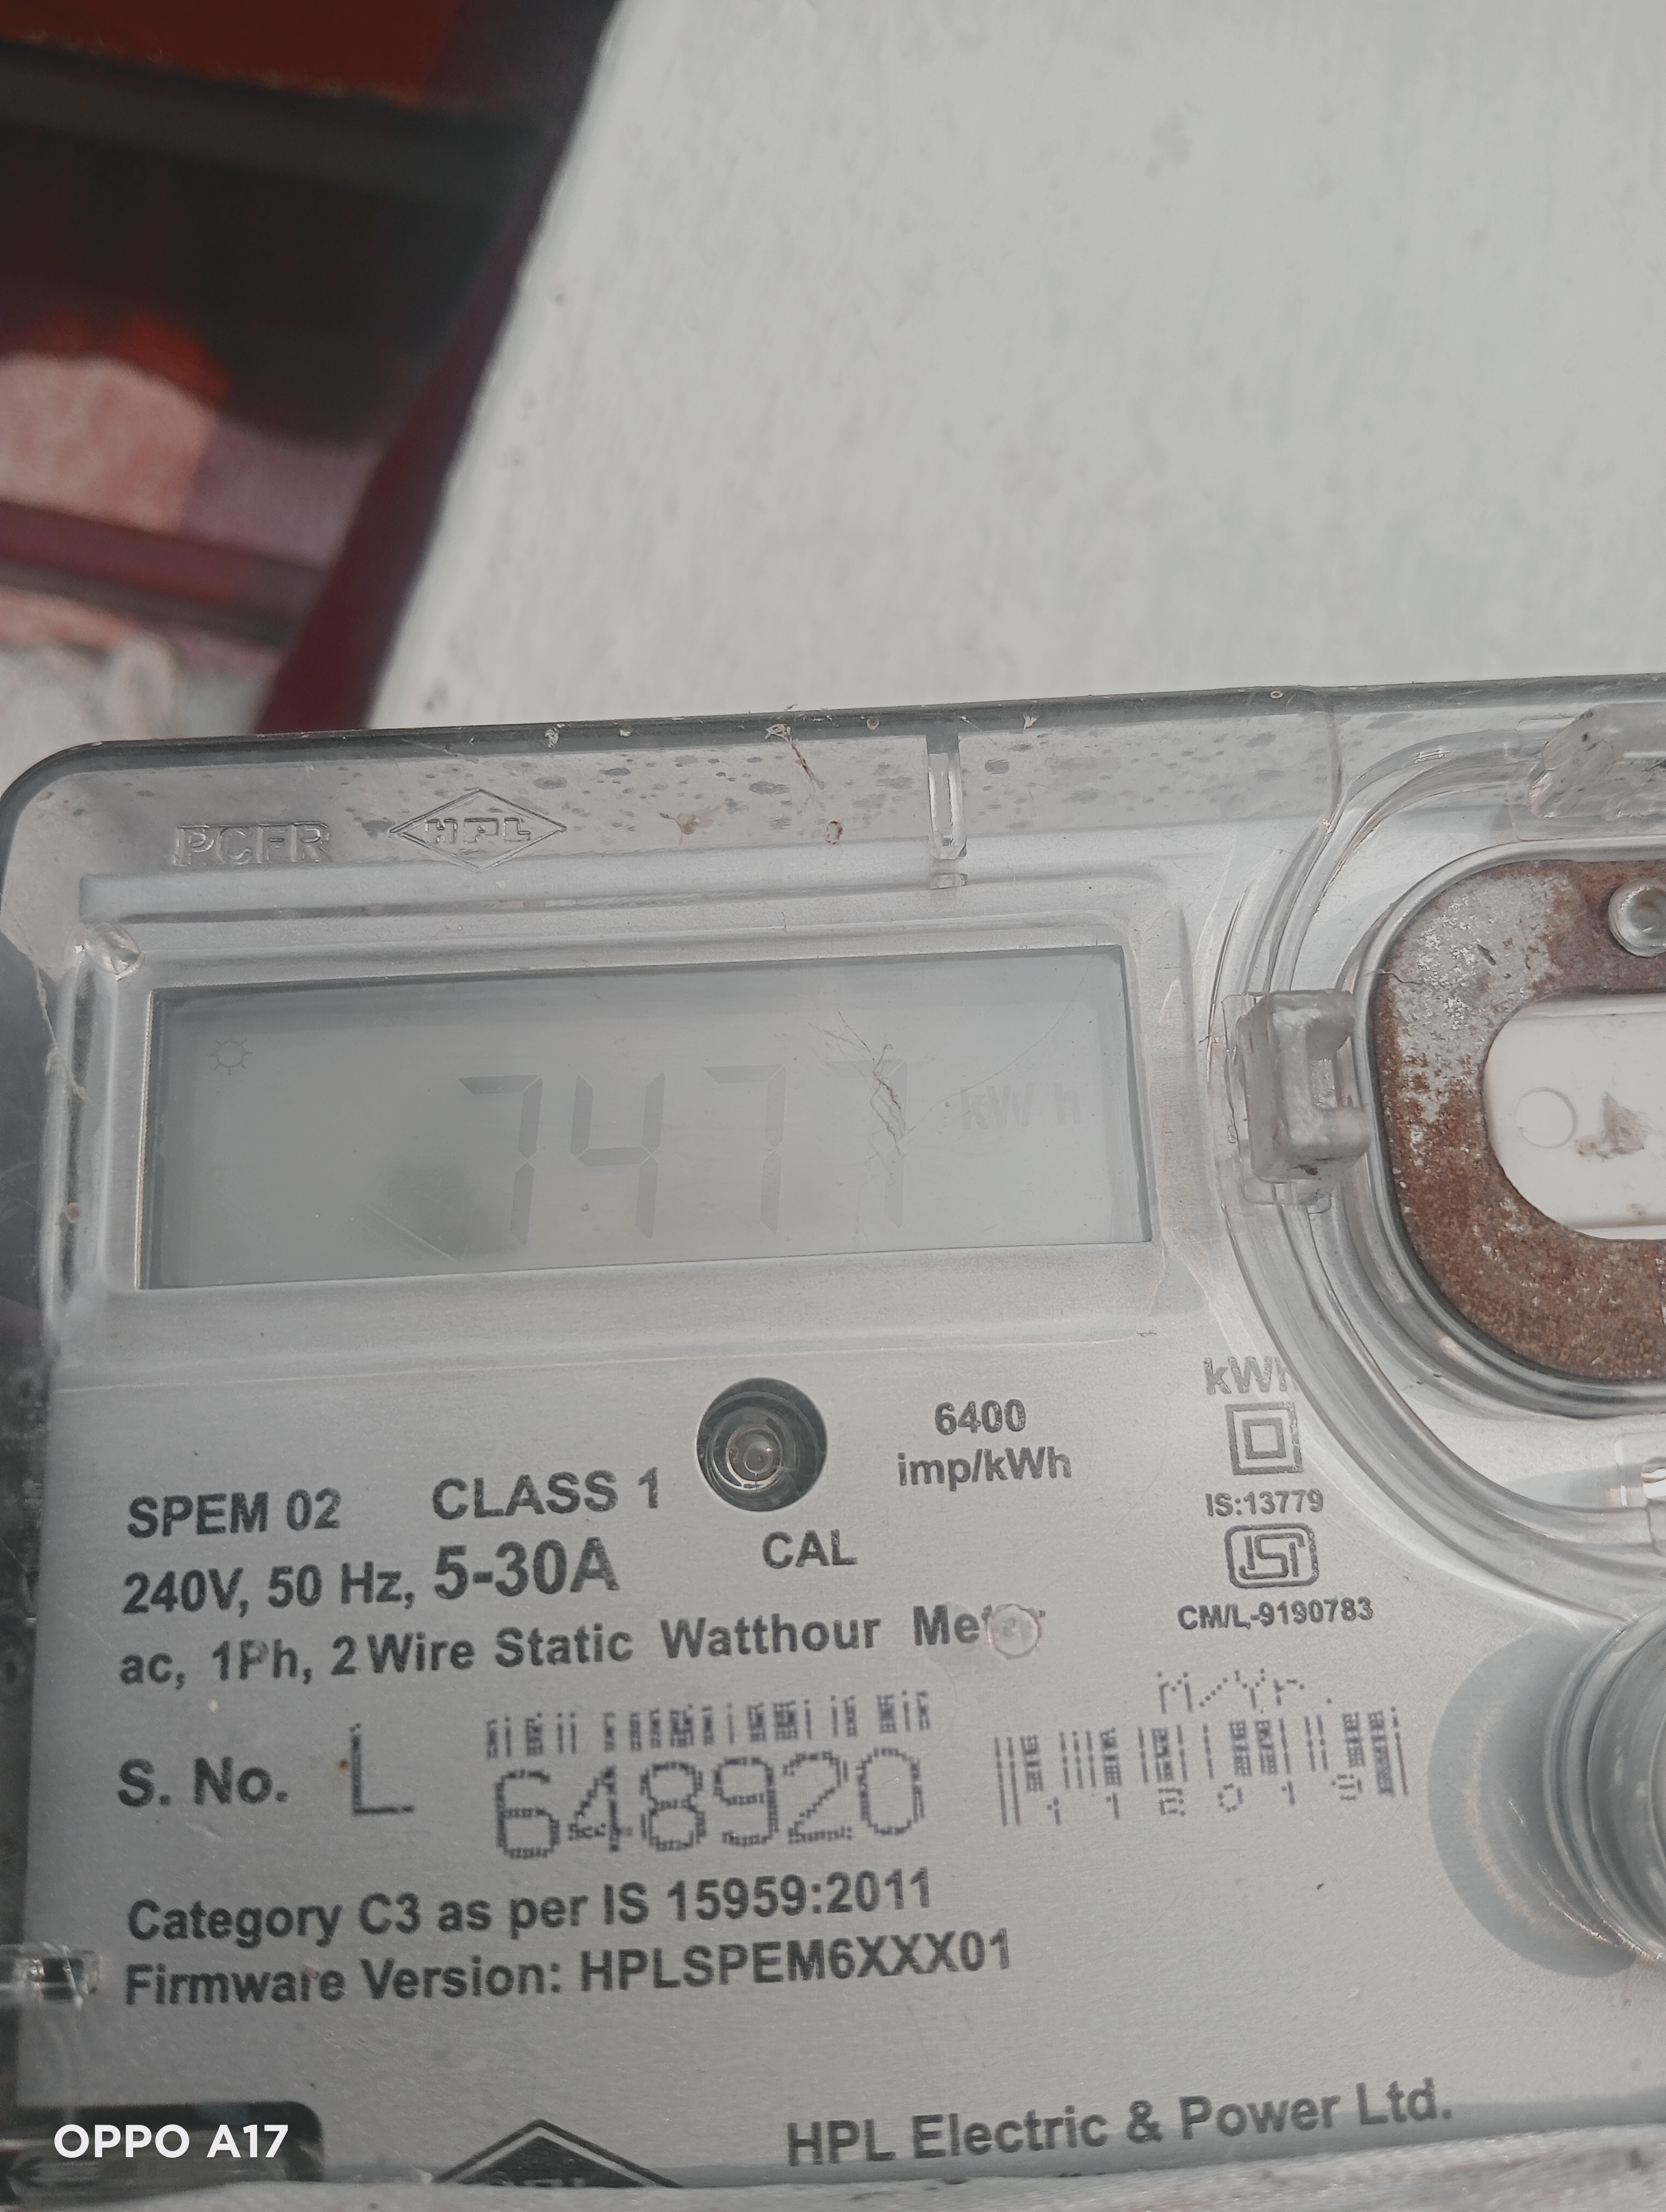 PCFR HPL
7477 kWh
6400
imp/kWh
kWh
SPEM 02 CLASS 1
CAL
IS:13779
ISI
240V, 50 Hz, 5-30A
CM/L-9190783
ac, 1Ph, 2 Wire Static Watthour
M/Yr.
S. No. L 648920
Category C3 as per IS 15959:2011
Firmware Version: HPLSPEM6XXX01
HPL Electric & Power Ltd.
OPPO A17